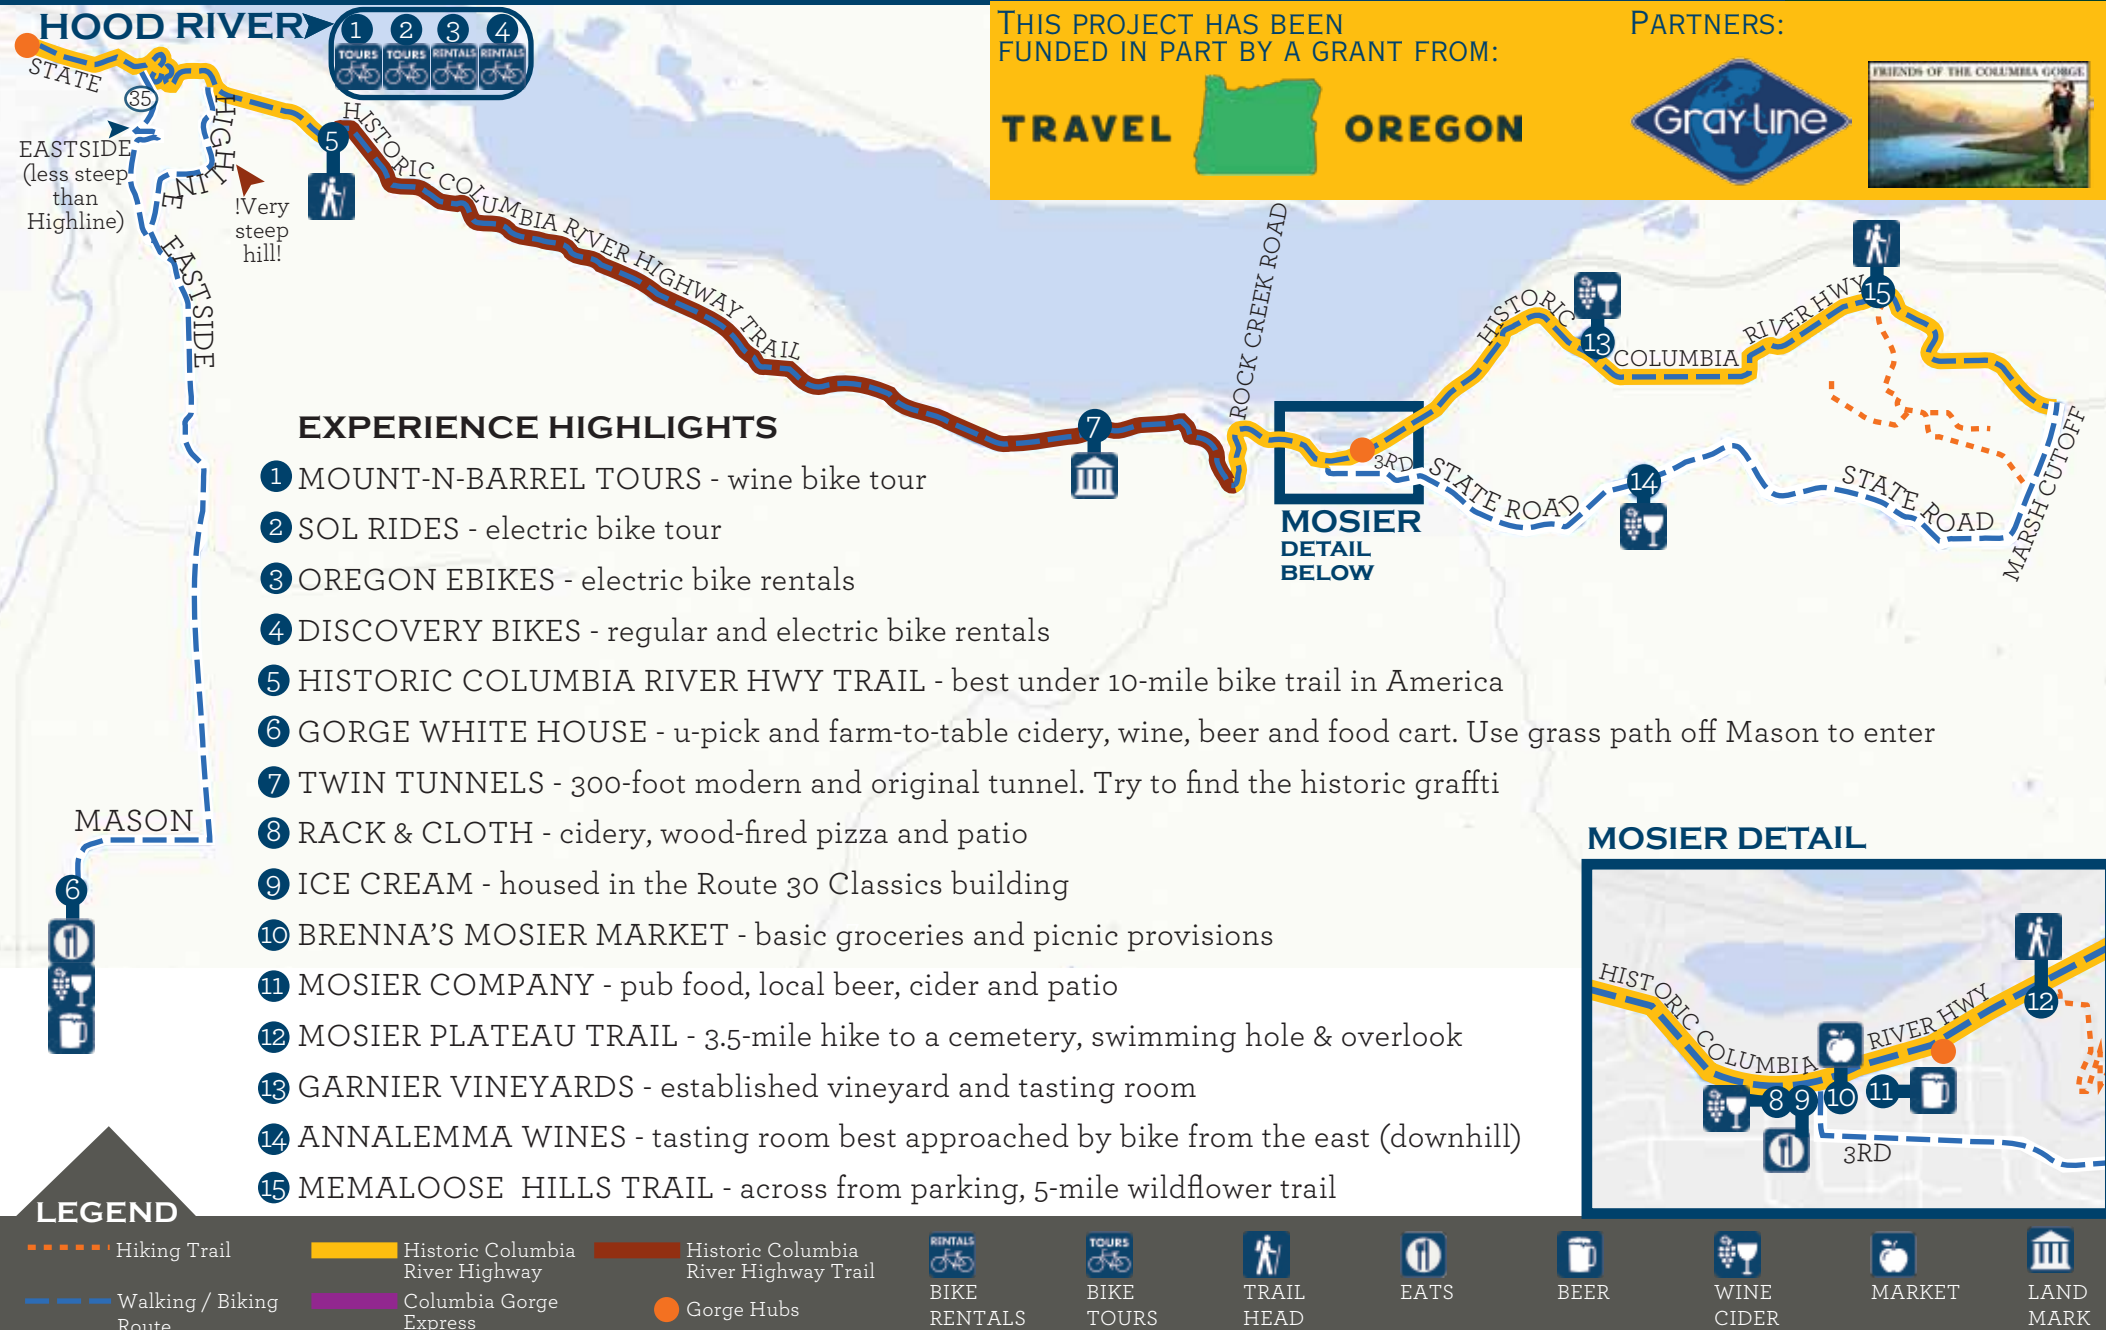 HOOD RIVER
1 2 3 4
TOURS TOURS RENTALS RENTALS
THIS PROJECT HAS BEEN
FUNDED IN PART BY A GRANT FROM:
TRAVEL OREGON
PARTNERS:
Gray Line
FRIENDS OF THE COLUMBIA GORGE
STATE
35
HIGHLINE
EASTSIDE
(less steep
than
Highline)
!Very
steep
hill!
EASTSIDE
5
HISTORIC COLUMBIA RIVER HIGHWAY TRAIL
ROCK CREEK ROAD
7
HISTORIC COLUMBIA RIVER HWY
13
15
3RD
STATE ROAD
14
STATE ROAD
MARSH CUTOFF
MOSIER
DETAIL
BELOW
MASON
6
EXPERIENCE HIGHLIGHTS
1 MOUNT-N-BARREL TOURS - wine bike tour
2 SOL RIDES - electric bike tour
3 OREGON EBIKES - electric bike rentals
4 DISCOVERY BIKES - regular and electric bike rentals
5 HISTORIC COLUMBIA RIVER HWY TRAIL - best under 10-mile bike trail in America
6 GORGE WHITE HOUSE - u-pick and farm-to-table cidery, wine, beer and food cart. Use grass path off Mason to enter
7 TWIN TUNNELS - 300-foot modern and original tunnel. Try to find the historic graffti
8 RACK & CLOTH - cidery, wood-fired pizza and patio
9 ICE CREAM - housed in the Route 30 Classics building
10 BRENNA'S MOSIER MARKET - basic groceries and picnic provisions
11 MOSIER COMPANY - pub food, local beer, cider and patio
12 MOSIER PLATEAU TRAIL - 3.5-mile hike to a cemetery, swimming hole & overlook
13 GARNIER VINEYARDS - established vineyard and tasting room
14 ANNALEMMA WINES - tasting room best approached by bike from the east (downhill)
15 MEMALOOSE HILLS TRAIL - across from parking, 5-mile wildflower trail
MOSIER DETAIL
HISTORIC COLUMBIA RIVER HWY
12
8 9 10 11
3RD
LEGEND
Hiking Trail
Walking / Biking
Route
Historic Columbia
River Highway
Columbia Gorge
Express
Historic Columbia
River Highway Trail
Gorge Hubs
RENTALS
BIKE
RENTALS
TOURS
BIKE
TOURS
TRAIL
HEAD
EATS
BEER
WINE
CIDER
MARKET
LAND
MARK